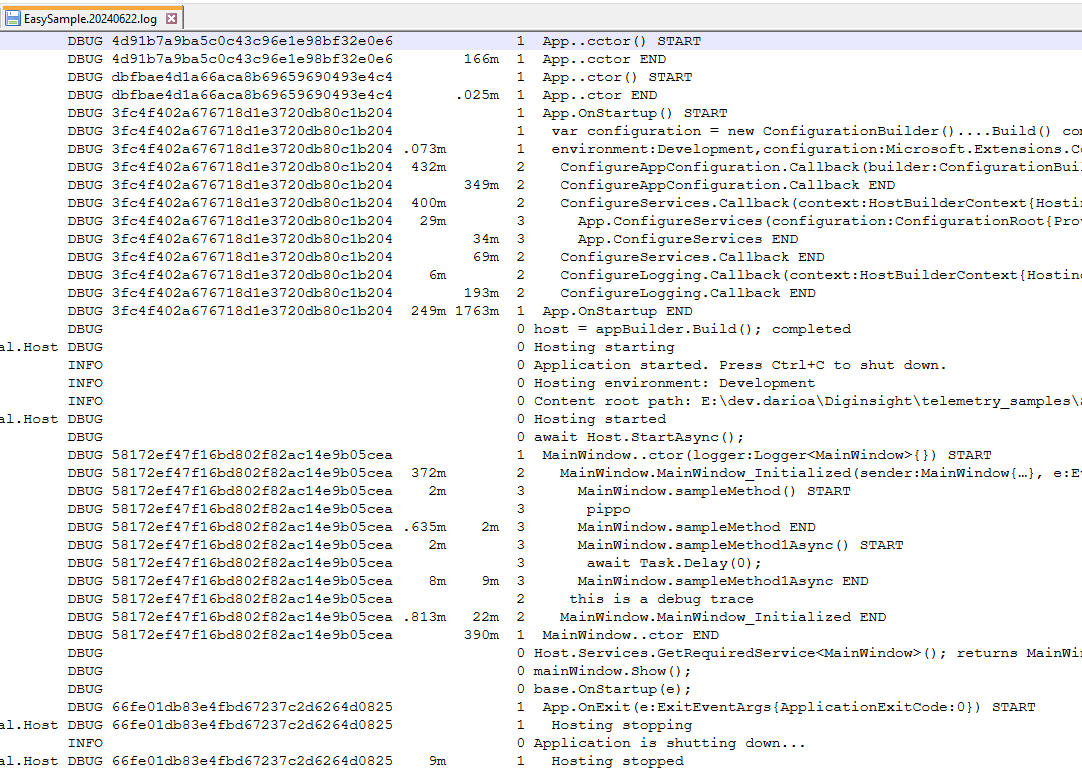 EasySample.20240622.log
DBUG 4d91b7a9ba5c0c43c96e1e98bf32e0e6 1 App..cctor() START
DBUG 4d91b7a9ba5c0c43c96e1e98bf32e0e6 166m 1 App..cctor END
DBUG dbfbae4d1a66aca8b69659690493e4c4 1 App..ctor() START
DBUG dbfbae4d1a66aca8b69659690493e4c4 .025m 1 App..ctor END
DBUG 3fc4f402a676718d1e3720db80c1b204 1 App.OnStartup() START
DBUG 3fc4f402a676718d1e3720db80c1b204 1 var configuration = new ConfigurationBuilder()....Build() co
DBUG 3fc4f402a676718d1e3720db80c1b204 .073m 1 environment:Development,configuration:Microsoft.Extensions.C
DBUG 3fc4f402a676718d1e3720db80c1b204 432m 2 ConfigureAppConfiguration.Callback(builder:ConfigurationBui
DBUG 3fc4f402a676718d1e3720db80c1b204 349m 2 ConfigureAppConfiguration.Callback END
DBUG 3fc4f402a676718d1e3720db80c1b204 400m 2 ConfigureServices.Callback(context:HostBuilderContext{Hostin
DBUG 3fc4f402a676718d1e3720db80c1b204 29m 3 App.ConfigureServices(configuration:ConfigurationRoot{Pro
DBUG 3fc4f402a676718d1e3720db80c1b204 34m 3 App.ConfigureServices END
DBUG 3fc4f402a676718d1e3720db80c1b204 69m 2 ConfigureServices.Callback END
DBUG 3fc4f402a676718d1e3720db80c1b204 6m 2 ConfigureLogging.Callback(context:HostBuilderContext{Hosting
DBUG 3fc4f402a676718d1e3720db80c1b204 193m 2 ConfigureLogging.Callback END
DBUG 3fc4f402a676718d1e3720db80c1b204 249m 1763m 1 App.OnStartup END
DBUG 0 host = appBuilder.Build(); completed
al.Host DBUG 0 Hosting starting
INFO 0 Application started. Press Ctrl+C to shut down.
INFO 0 Hosting environment: Development
INFO 0 Content root path: E:\dev.darioa\Diginsight\telemetry_samples\
al.Host DBUG 0 Hosting started
DBUG 0 await Host.StartAsync();
DBUG 58172ef47f16bd802f82ac14e9b05cea 1 MainWindow..ctor(logger:Logger<MainWindow>{}) START
DBUG 58172ef47f16bd802f82ac14e9b05cea 372m 2 MainWindow.MainWindow_Initialized(sender:MainWindow{…}, e:E
DBUG 58172ef47f16bd802f82ac14e9b05cea 2m 3 MainWindow.sampleMethod() START
DBUG 58172ef47f16bd802f82ac14e9b05cea 3 pippo
DBUG 58172ef47f16bd802f82ac14e9b05cea .635m 2m 3 MainWindow.sampleMethod END
DBUG 58172ef47f16bd802f82ac14e9b05cea 2m 3 MainWindow.sampleMethod1Async() START
DBUG 58172ef47f16bd802f82ac14e9b05cea 3 await Task.Delay(0);
DBUG 58172ef47f16bd802f82ac14e9b05cea 8m 9m 3 MainWindow.sampleMethod1Async END
DBUG 58172ef47f16bd802f82ac14e9b05cea 2 this is a debug trace
DBUG 58172ef47f16bd802f82ac14e9b05cea .813m 22m 2 MainWindow.MainWindow_Initialized END
DBUG 58172ef47f16bd802f82ac14e9b05cea 390m 1 MainWindow..ctor END
DBUG 0 Host.Services.GetRequiredService<MainWindow>(); returns MainWi
DBUG 0 mainWindow.Show();
DBUG 0 base.OnStartup(e);
DBUG 66fe01db83e4fbd67237c2d6264d0825 1 App.OnExit(e:ExitEventArgs{ApplicationExitCode:0}) START
al.Host DBUG 66fe01db83e4fbd67237c2d6264d0825 1 Hosting stopping
INFO 0 Application is shutting down...
al.Host DBUG 66fe01db83e4fbd67237c2d6264d0825 9m 1 Hosting stopped